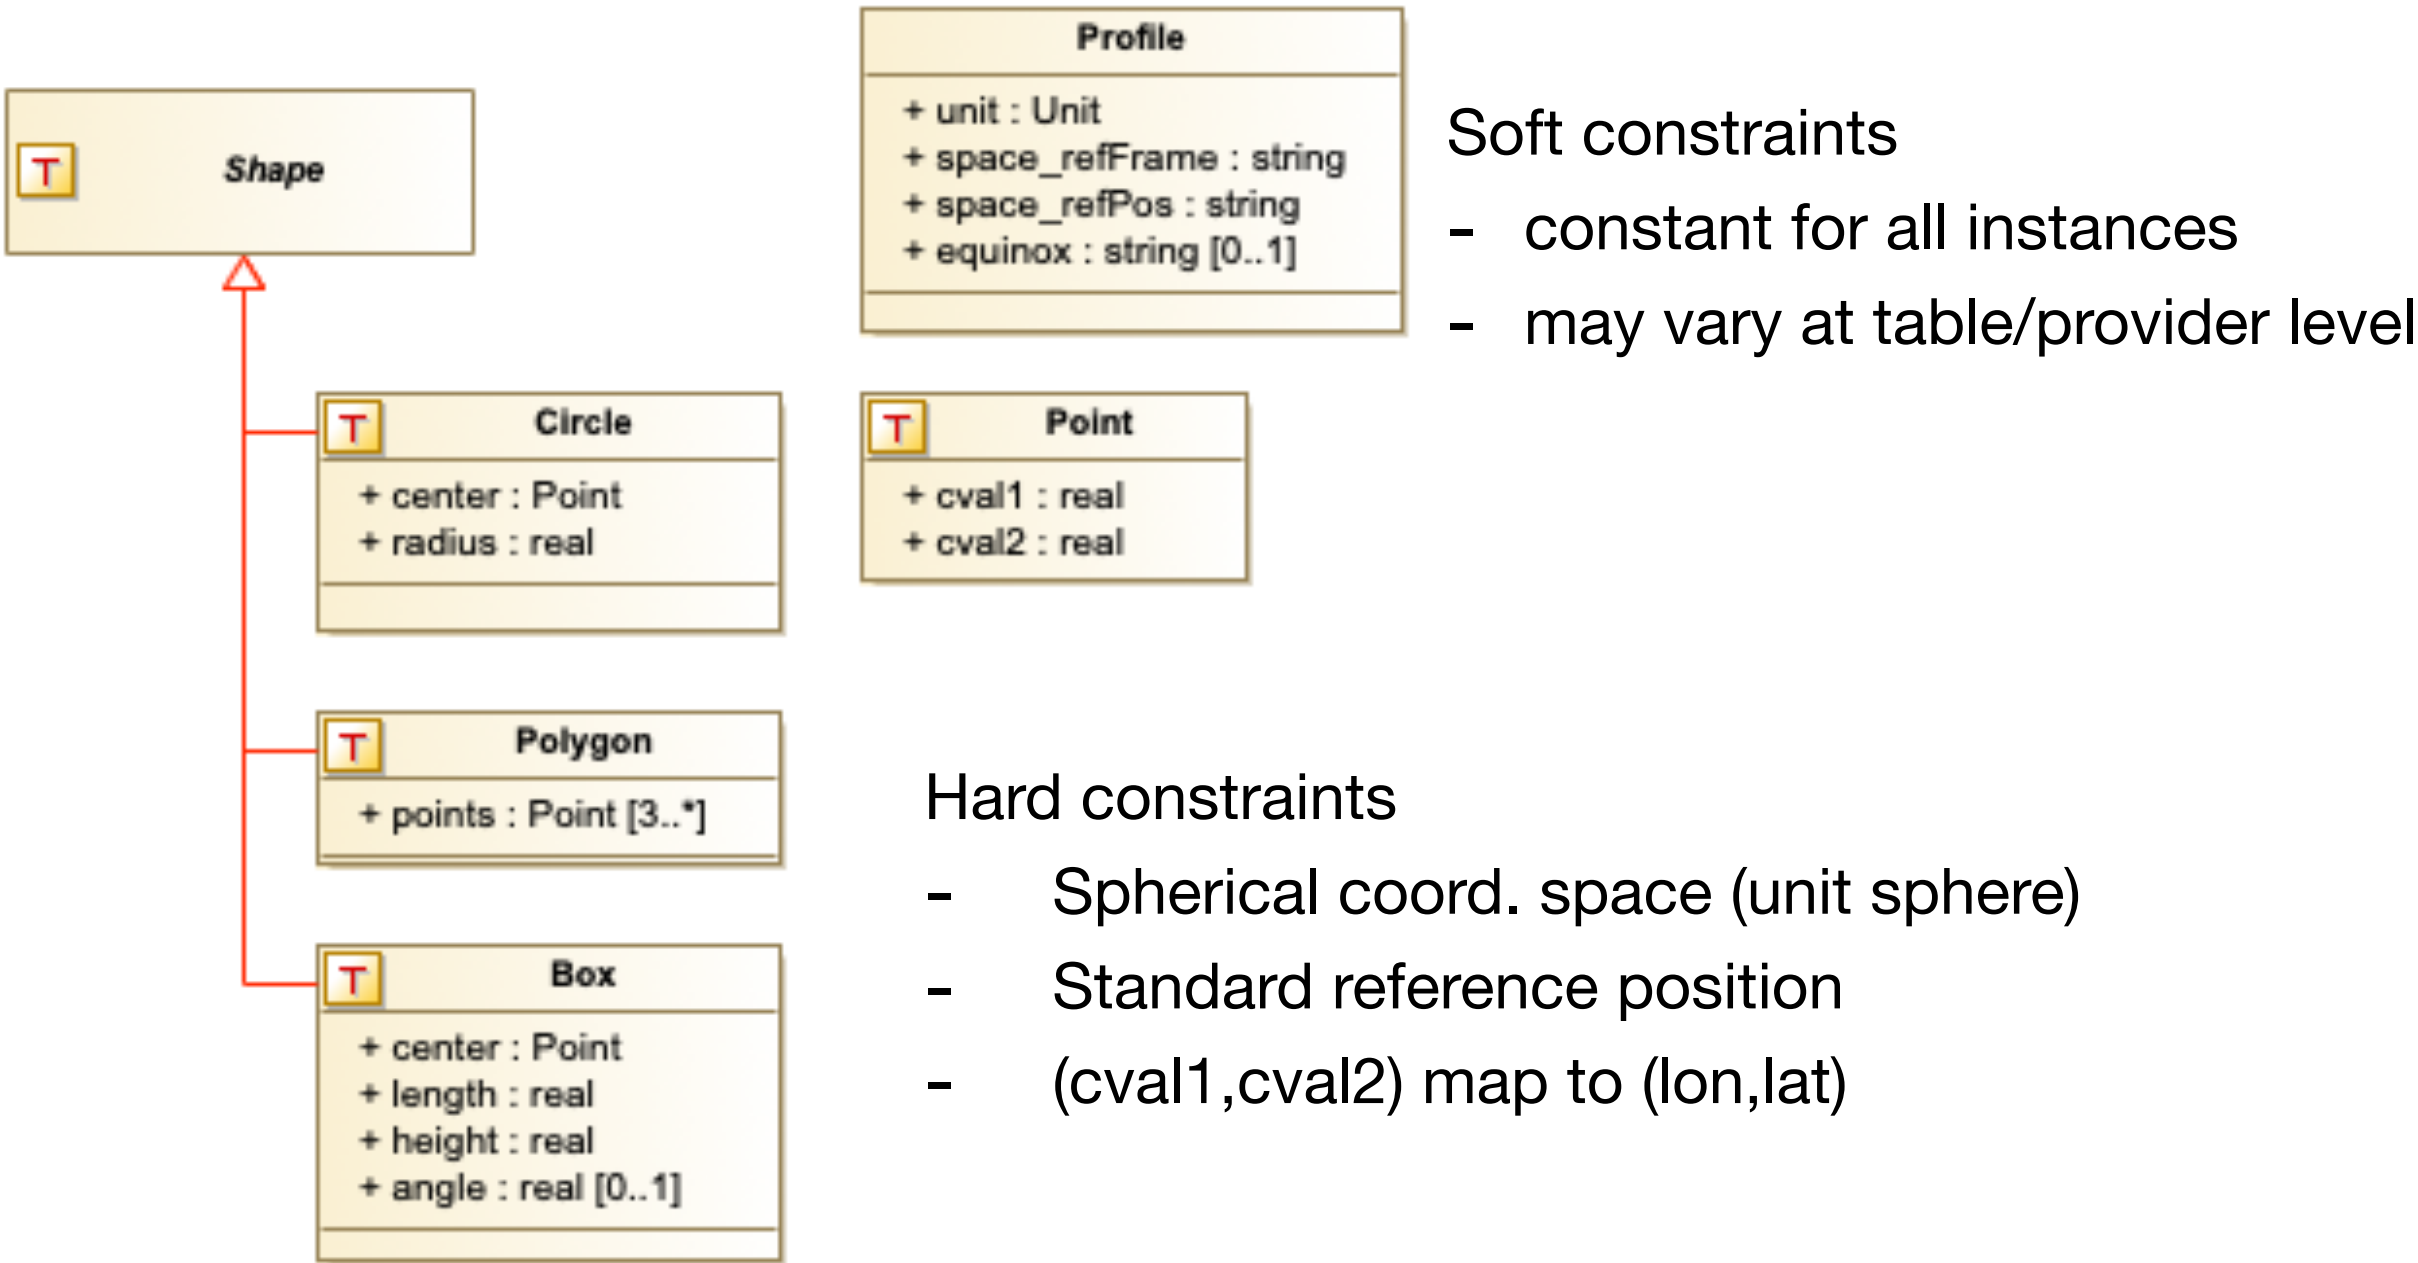 Profile
+ unit : Unit
+ space_refFrame : string
+ space_refPos : string
+ equinox : string [0..1]
Soft constraints
- constant for all instances
- may vary at table/provider level
T
Shape
T
Circle
+ center : Point
+ radius : real
T
Point
+ cval1 : real
+ cval2 : real
T
Polygon
+ points : Point [3..*]
T
Box
+ center : Point
+ length : real
+ height : real
+ angle : real [0..1]
Hard constraints
- Spherical coord. space (unit sphere)
- Standard reference position
- (cval1,cval2) map to (lon,lat)